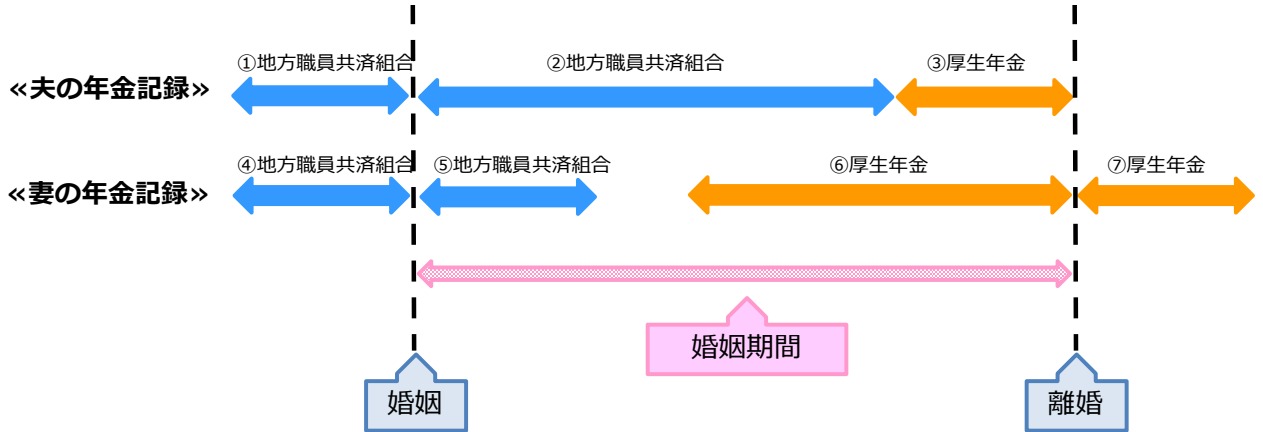 ①地方職員共済組合
②地方職員共済組合
③厚生年金
≪夫の年金記録≫
④地方職員共済組合
⑤地方職員共済組合
⑥厚生年金
⑦厚生年金
≪妻の年金記録≫
婚姻期間
婚姻
離婚